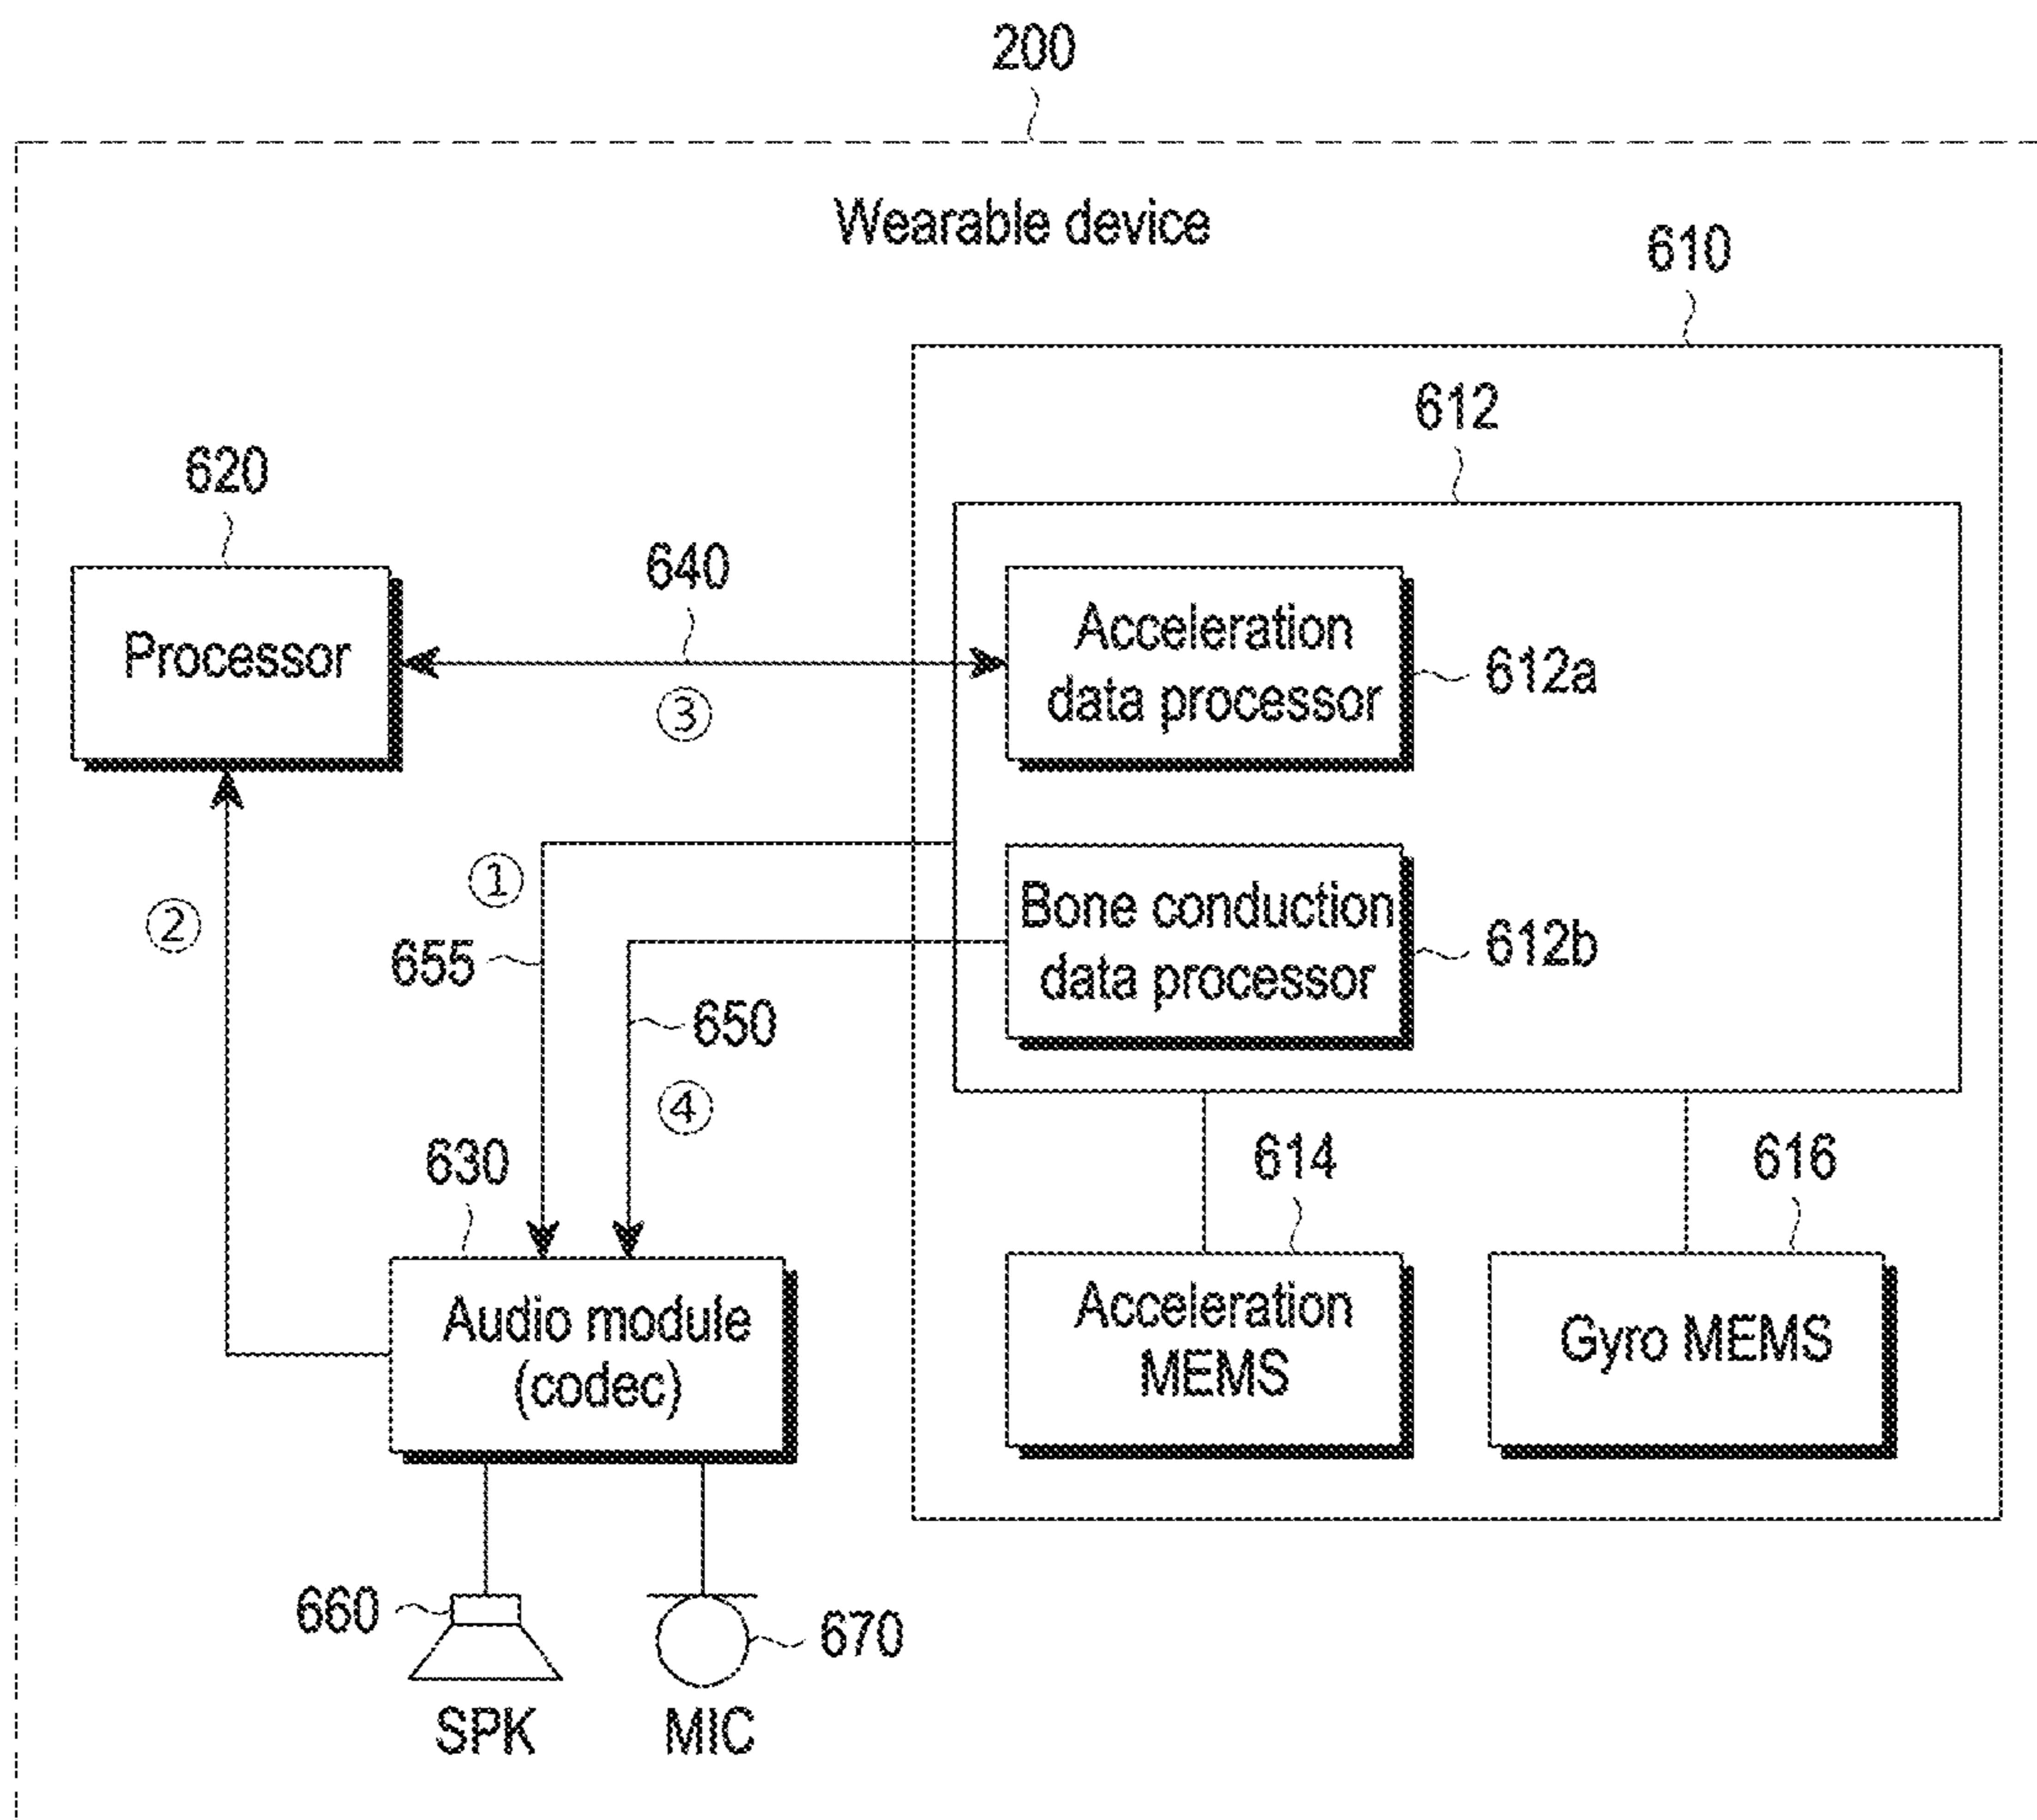 200
Wearable device
610
612
620
640
Processor
Acceleration
data processor
612a
③
①
②
655
Bone conduction
data processor
612b
650
④
630
614
616
Audio module
(codec)
Acceleration
MEMS
Gyro MEMS
660
670
SPK
MIC